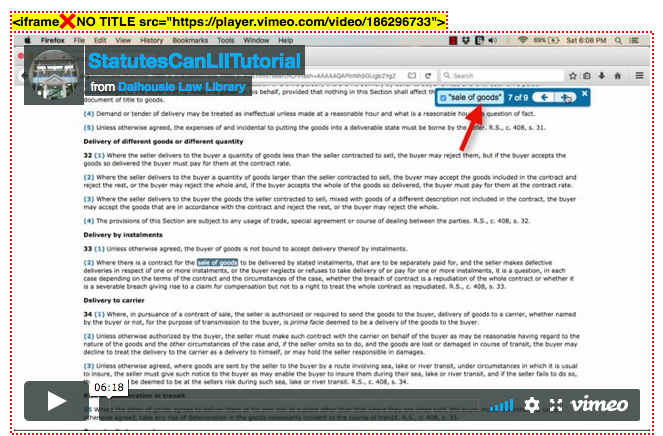 <iframe❌NO TITLE src="https://player.vimeo.com/video/186296733">
Firefox File Edit View History Bookmarks Tools Window Help 69% Sat 6:08 PM
StatutesCanLIITutorial
from Dalhousie Law Library
Search
"sale of goods" 7 of 9
document of title to goods.
(4) Demand or tender of delivery may be treated as ineffectual unless made at a reasonable hour and what is a reasonable hour is a question of fact.
(5) Unless otherwise agreed, the expenses of and incidental to putting the goods into a deliverable state must be borne by the seller. R.S., c. 408, s. 31.
Delivery of different goods or different quantity
32 (1) Where the seller delivers to the buyer a quantity of goods less than the seller contracted to sell, the buyer may reject them, but if the buyer accepts the
goods so delivered the buyer must pay for them at the contract rate.
(2) Where the seller delivers to the buyer a quantity of goods larger than the seller contracted to sell, the buyer may accept the goods included in the contract and
reject the rest, or the buyer may reject the whole and, if the buyer accepts the whole of the goods so delivered, the buyer must pay for them at the contract rate.
(3) Where the seller delivers to the buyer the goods the seller contracted to sell, mixed with goods of a different description not included in the contract, the buyer
may accept the goods that are in accordance with the contract and reject the rest, or the buyer may reject the whole.
(4) The provisions of this Section are subject to any usage of trade, special agreement or course of dealing between the parties. R.S., c. 408, s. 32.
Delivery by instalments
33 (1) Unless otherwise agreed, the buyer of goods is not bound to accept delivery thereof by instalments.
(2) Where there is a contract for the sale of goods to be delivered by stated instalments, that are to be separately paid for, and the seller makes defective
deliveries in respect of one or more instalments, or the buyer neglects or refuses to take delivery of or pay for one or more instalments, it is a question, in each
case depending on the terms of the contract and the circumstances of the case, whether the breach of contract is a repudiation of the whole contract or whether it
is a severable breach giving rise to a claim for compensation but not to a right to treat the whole contract as repudiated. R.S., c. 408, s. 33.
Delivery to carrier
34 (1) Where, in pursuance of a contract of sale, the seller is authorized or required to send the goods to the buyer, delivery of goods to a carrier, whether named
by the buyer or not, for the purpose of transmission to the buyer, is prima facie deemed to be a delivery of the goods to the buyer.
(2) Unless otherwise authorized by the buyer, the seller must make such contract with the carrier on behalf of the buyer as may be reasonable having regard to the
nature of the goods and the other circumstances of the case and, if the seller omits so to do, and the goods are lost or damaged in course of transit, the buyer may
decline to treat the delivery to the carrier as a delivery to himself, or may hold the seller responsible in damages.
(3) Unless otherwise agreed, where goods are sent by the seller to the buyer by a route involving sea, lake or river transit, under circumstances in which it is usual
to insure, the seller must give such notice to the buyer as may enable the buyer to insure them during their sea, lake or river transit, and if the seller fails to do so,
be deemed to be at the sellers risk during such sea, lake or river transit. R.S., c. 408, s. 34.
06:18
vimeo